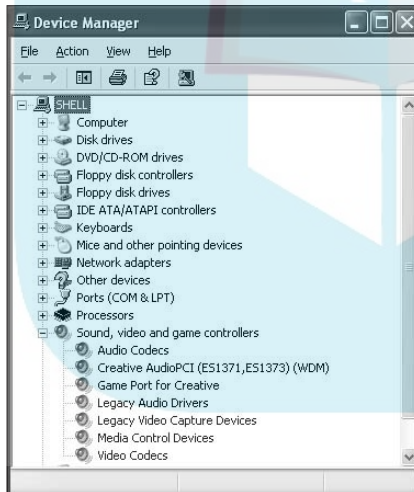 Device Manager
File Action View Help
SHELL
Computer
Disk drives
DVD/CD-ROM drives
Floppy disk controllers
Floppy disk drives
IDE ATA/ATAPI controllers
Keyboards
Mice and other pointing devices
Network adapters
Other devices
Ports (COM & LPT)
Processors
Sound, video and game controllers
Audio Codecs
Creative AudioPCI (ES1371,ES1373) (WDM)
Game Port for Creative
Legacy Audio Drivers
Legacy Video Capture Devices
Media Control Devices
Video Codecs